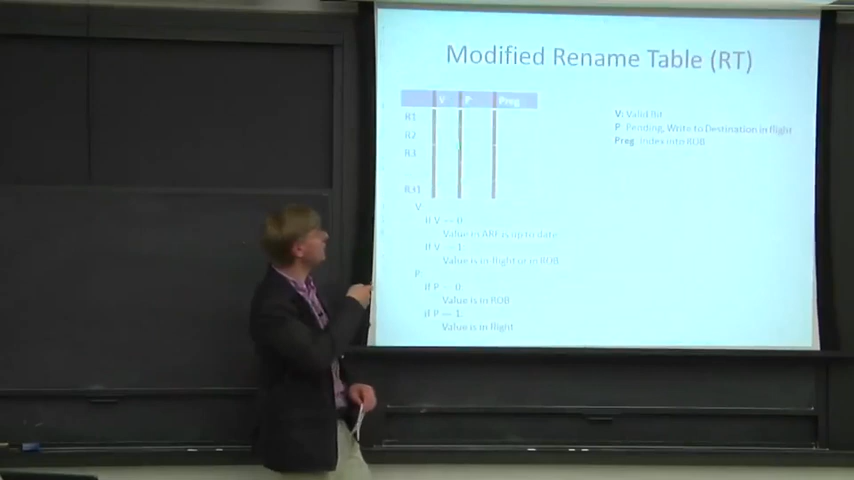 Modified Rename Table (RT)
V P Preg
R1
R2
R3
R31
V: Valid Bit
P: Pending, Write to Destination in flight
Preg: Index into ROB
V:
If V == 0
Value in ARF is up to date
if V == 1
Value is in flight or in ROB
P:
if P == 0
Value is in ROB
if P == 1
Value is in flight